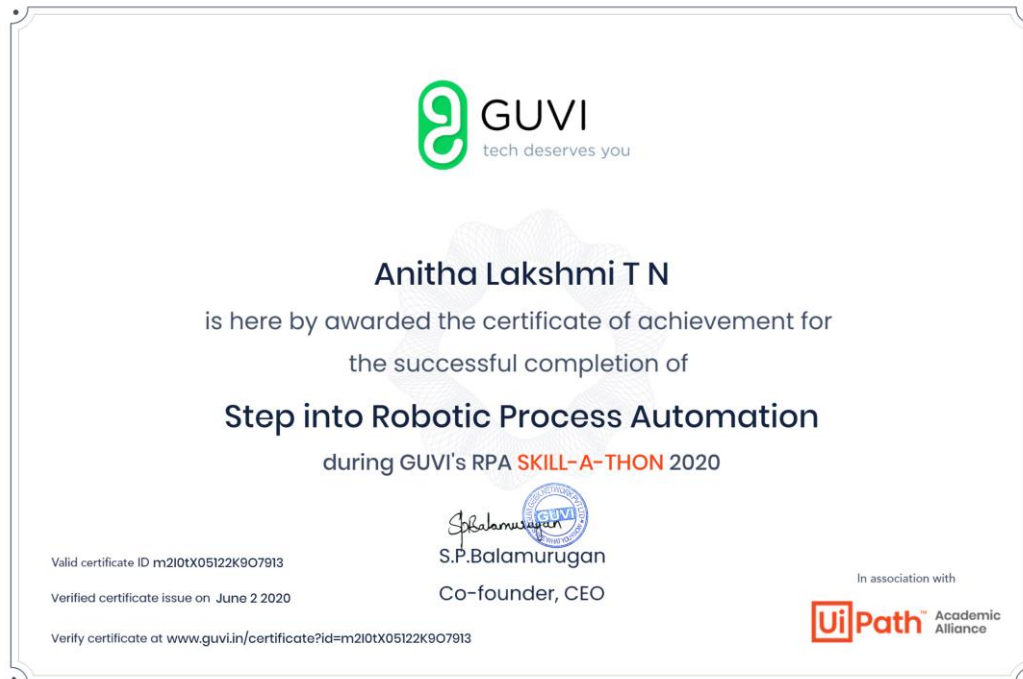 GUVI
tech deserves you
Anitha Lakshmi T N
is here by awarded the certificate of achievement for
the successful completion of
Step into Robotic Process Automation
during GUVI's RPA SKILL-A-THON 2020
SPBalamurugan
GUVI
S.P.Balamurugan
Co-founder, CEO
Valid certificate ID m2I0tX05122K9O7913
Verified certificate issue on June 2 2020
Verify certificate at www.guvi.in/certificate?id=m2I0tX05122K9O7913
In association with
UiPath™ Academic
Alliance